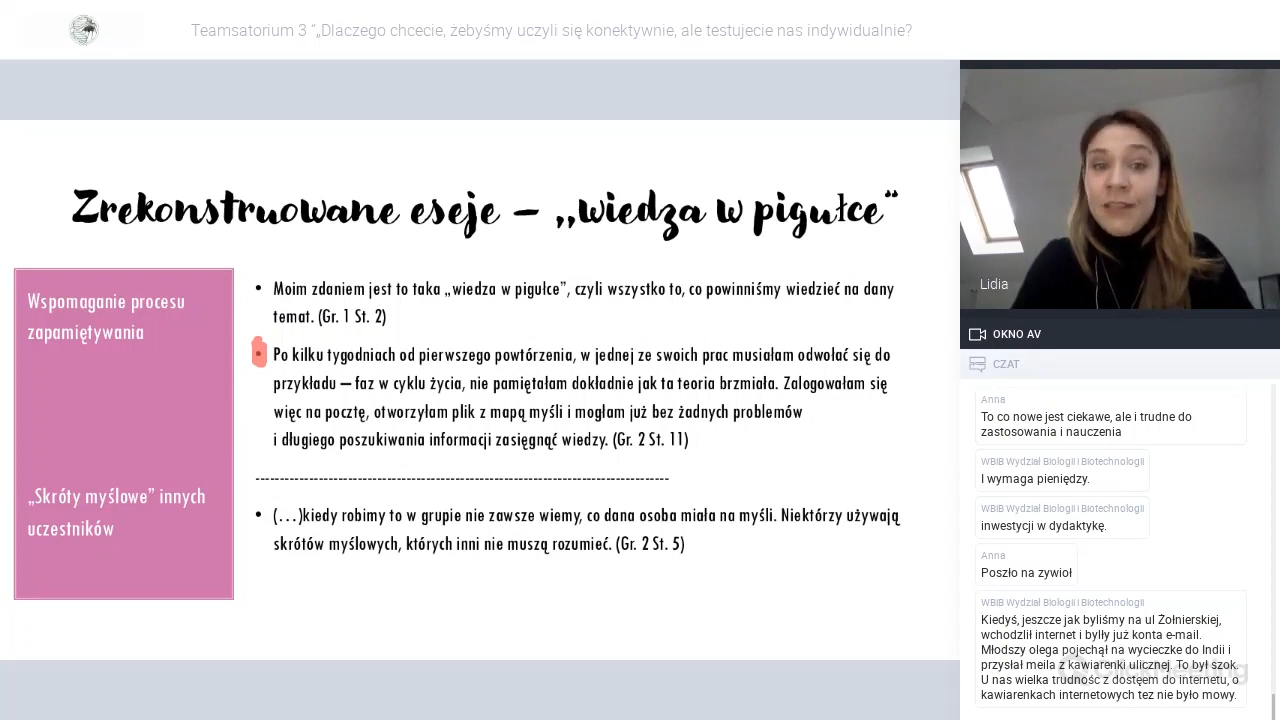 Teamsatorium 3 “„Dlaczego chcecie, żebyśmy uczyli się konektywnie, ale testujecie nas indywidualnie?
Zrekonstruowane eseje – ,,wiedza w pigułce”
Wspomaganie procesu
zapamiętywania
„Skróty myślowe” innych
uczestników
• Moim zdaniem jest to taka „wiedza w pigułce”, czyli wszystko to, co powinniśmy wiedzieć na dany
temat. (Gr. 1 St. 2)
• Po kilku tygodniach od pierwszego powtórzenia, w jednej ze swoich prac musiałam odwołać się do
przykładu – faz w cyklu życia, nie pamiętałam dokładnie jak ta teoria brzmiała. Zalogowałam się
więc na pocztę, otworzyłam plik z mapą myśli i mogłam już bez żadnych problemów
i długiego poszukiwania informacji zasięgnąć wiedzy. (Gr. 2 St. 11)
--------------------------------------------------------------------------------------
• (…)kiedy robimy to w grupie nie zawsze wiemy, co dana osoba miała na myśli. Niektórzy używają
skrótów myślowych, których inni nie muszą rozumieć. (Gr. 2 St. 5)
Lidia
OKNO AV
CZAT
Anna
To co nowe jest ciekawe, ale i trudne do
zastosowania i nauczenia
WBiB Wydział Biologii i Biotechnologii
I wymaga pieniędzy.
WBiB Wydział Biologii i Biotechnologii
inwestycji w dydaktykę.
Anna
Poszło na zywioł
WBiB Wydział Biologii i Biotechnologii
Kiedyś, jeszcze jak byliśmy na ul Żołnierskiej,
wchodzlił internet i byłły już konta e-mail.
Młodszy olega pojechął na wycieczke do Indii i
przysłał meila z kawiarenki ulicznej. To był szok.
U nas wielka trudnośc z dostęem do internetu, o
kawiarenkach internetowych tez nie było mowy.